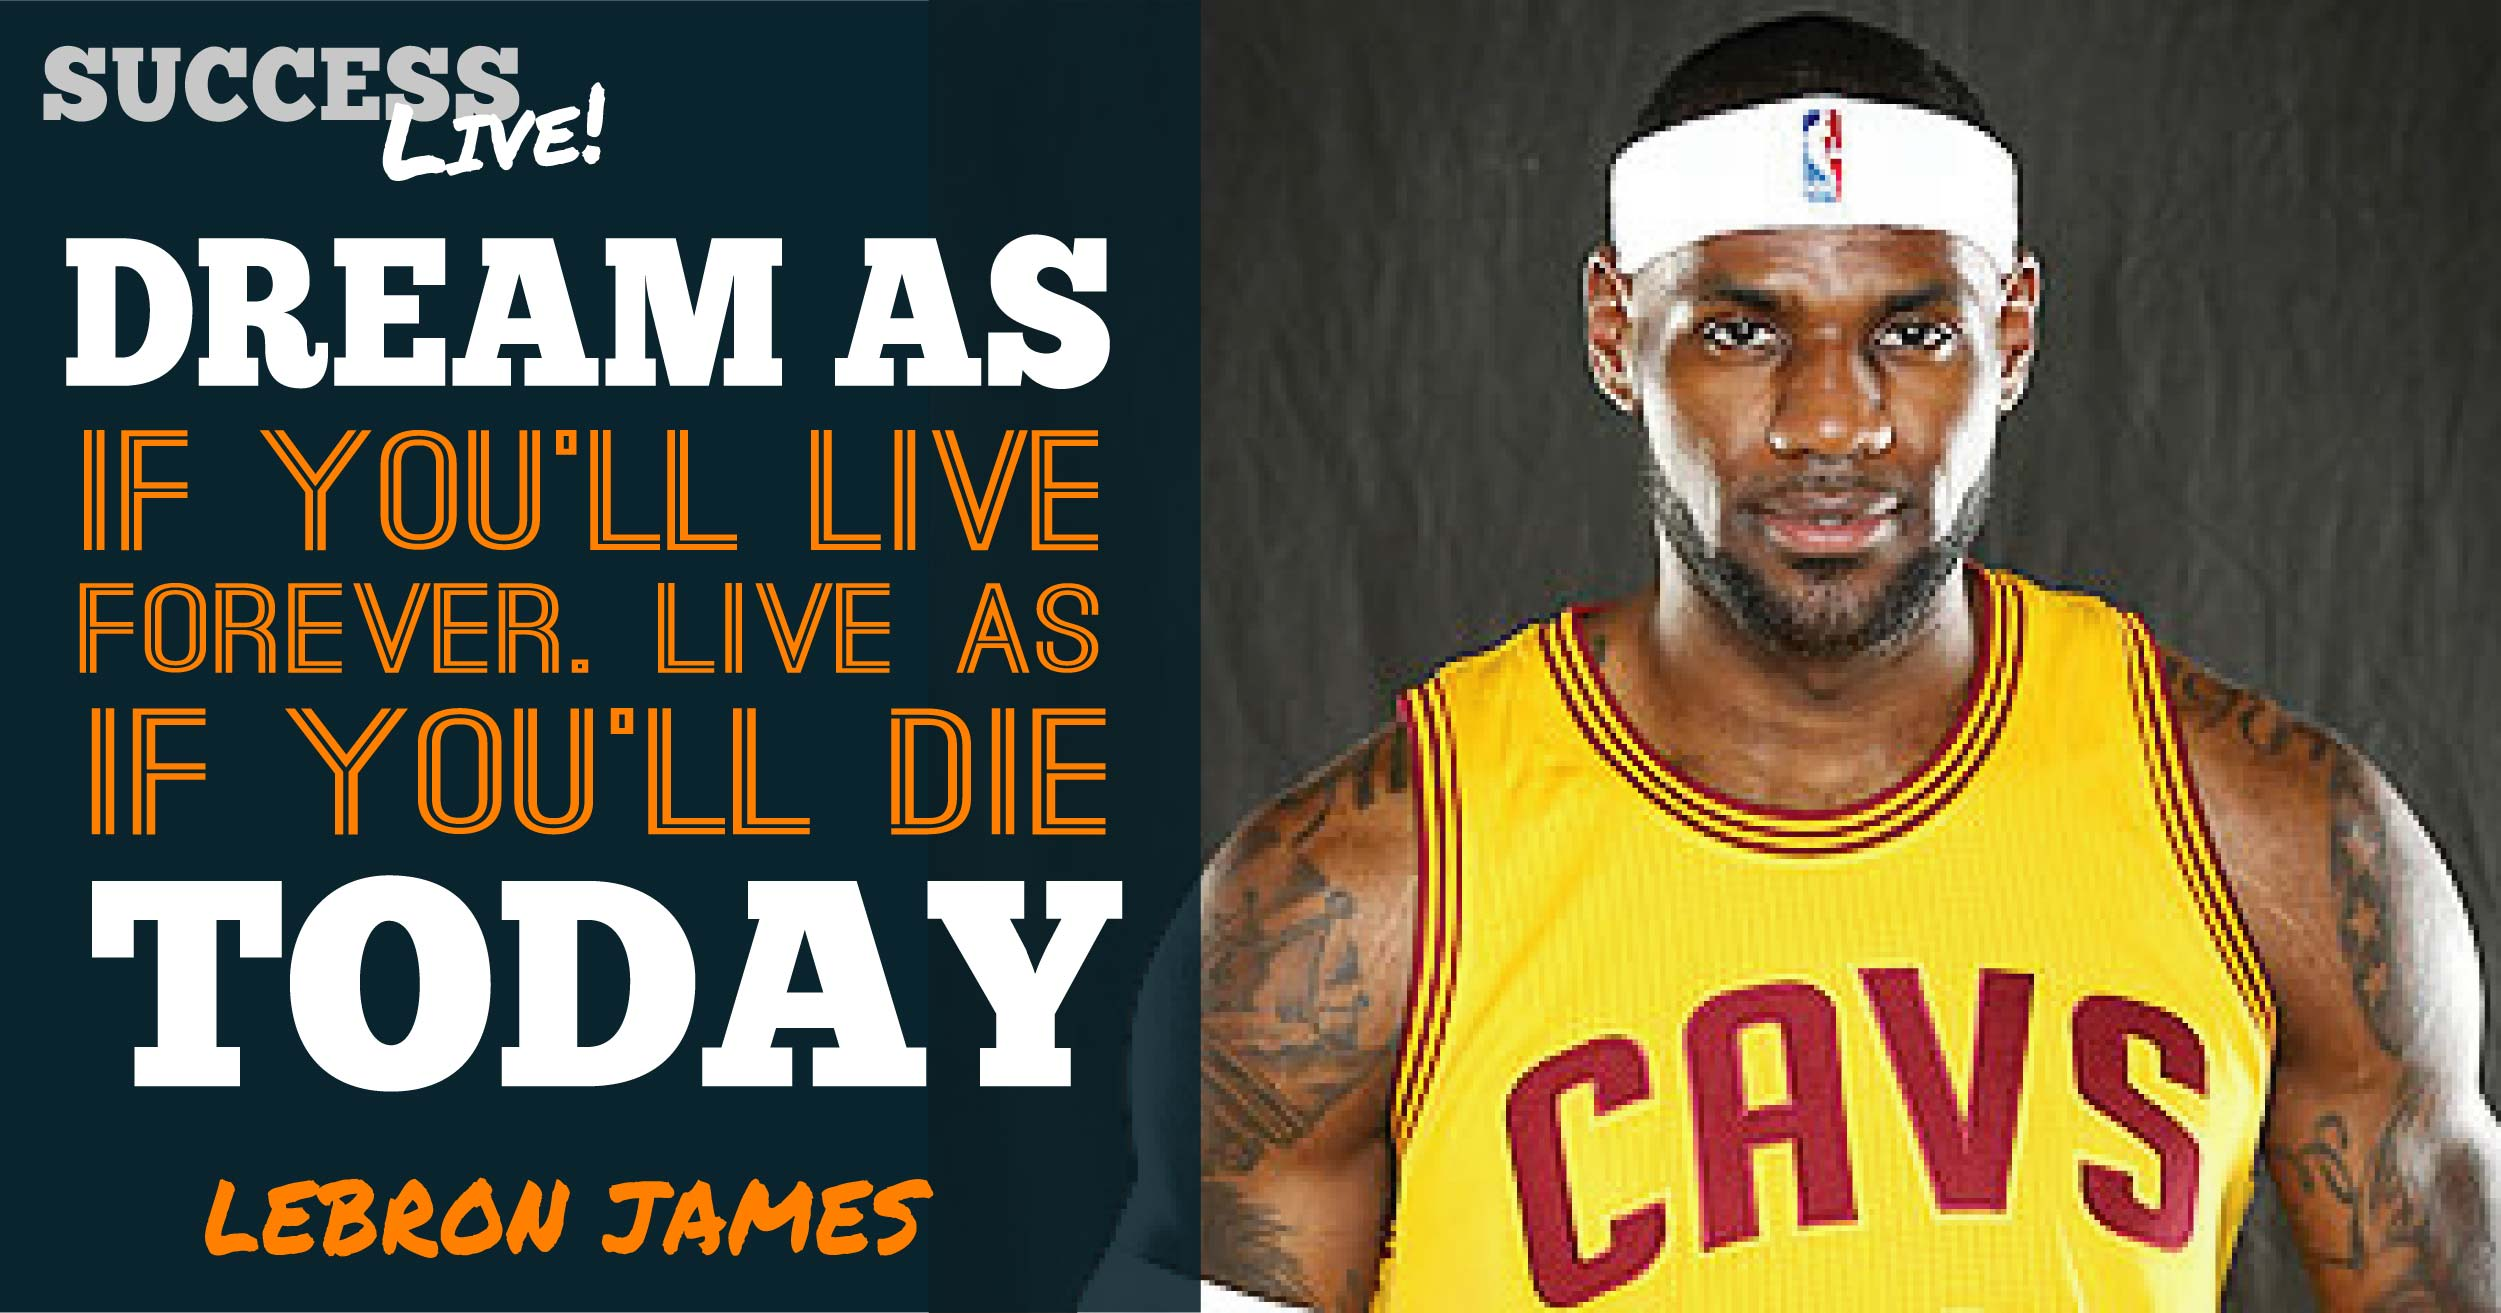 SUCCESS
LIVE!
DREAM AS
IF YOU'LL LIVE
FOREVER. LIVE AS
IF YOU'LL DIE
TODAY
LEBRON JAMES
CAVS